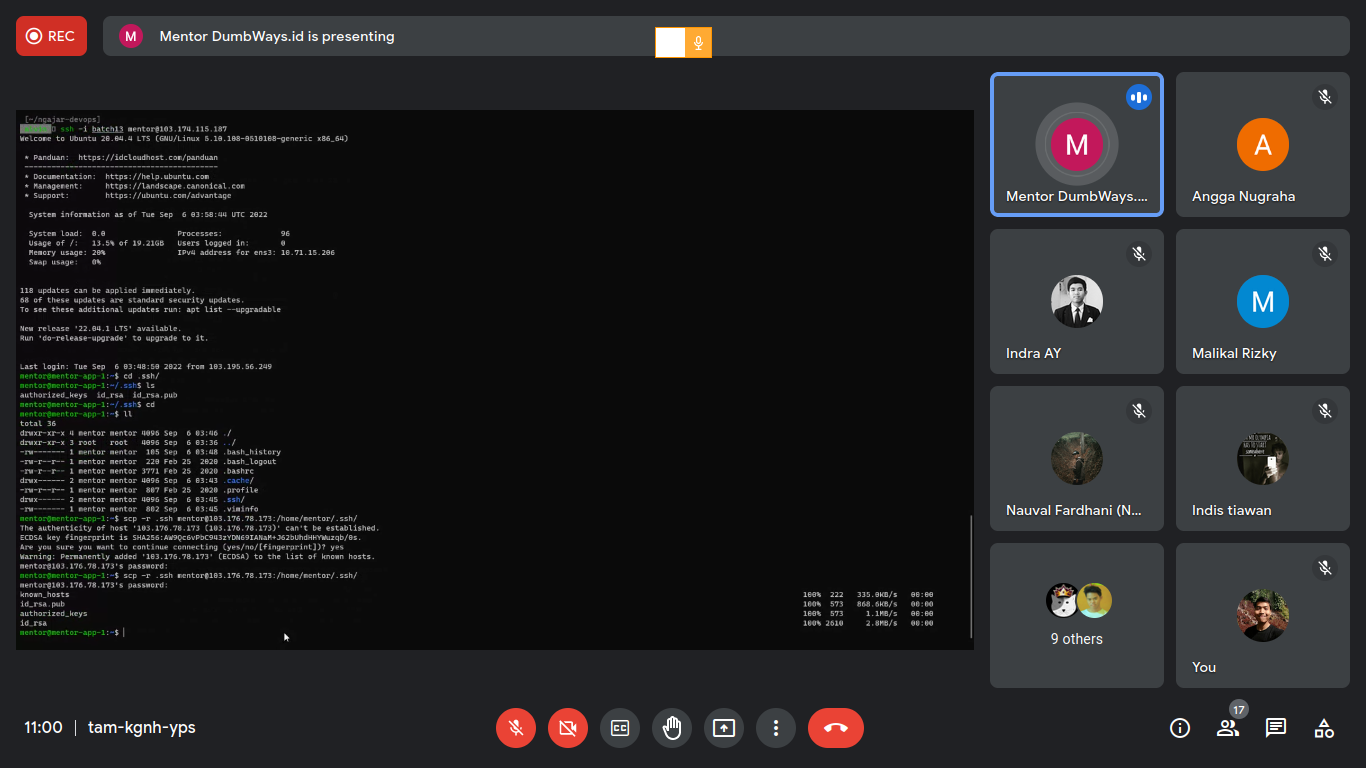 REC
M
Mentor DumbWays.id is presenting
[~/ngajar-devops]
ssh -i batch13 mentor@103.174.115.187
Welcome to Ubuntu 20.04.4 LTS (GNU/Linux 5.10.108-0510108-generic x86_64)
* Panduan: https://idcloudhost.com/panduan
-----------------------------------------------
* Documentation: https://help.ubuntu.com
* Management: https://landscape.canonical.com
* Support: https://ubuntu.com/advantage
System information as of Tue Sep 6 03:58:44 UTC 2022
System load: 0.0 Processes: 96
Usage of /: 13.5% of 19.21GB Users logged in: 0
Memory usage: 20% IPv4 address for ens3: 10.71.15.206
Swap usage: 0%
118 updates can be applied immediately.
68 of these updates are standard security updates.
To see these additional updates run: apt list --upgradable
New release '22.04.1 LTS' available.
Run 'do-release-upgrade' to upgrade to it.
Last login: Tue Sep 6 03:48:50 2022 from 103.195.56.249
mentor@mentor-app-1:~$ cd .ssh/
mentor@mentor-app-1:~/.ssh$ ls
authorized_keys id_rsa id_rsa.pub
mentor@mentor-app-1:~/.ssh$ cd
mentor@mentor-app-1:~$ ll
total 36
drwxr-xr-x 4 mentor mentor 4096 Sep 6 03:46 ./
drwxr-xr-x 3 root root 4096 Sep 6 03:36 ../
-rw------- 1 mentor mentor 105 Sep 6 03:48 .bash_history
-rw-r--r-- 1 mentor mentor 220 Feb 25 2020 .bash_logout
-rw-r--r-- 1 mentor mentor 3771 Feb 25 2020 .bashrc
drwx------ 2 mentor mentor 4096 Sep 6 03:43 .cache/
-rw-r--r-- 1 mentor mentor 807 Feb 25 2020 .profile
drwx------ 2 mentor mentor 4096 Sep 6 03:45 .ssh/
-rw------- 1 mentor mentor 802 Sep 6 03:45 .viminfo
mentor@mentor-app-1:~$ scp -r .ssh mentor@103.176.78.173:/home/mentor/.ssh/
The authenticity of host '103.176.78.173 (103.176.78.173)' can't be established.
ECDSA key fingerprint is SHA256:AW9Qc6vPbC943zYDN69IANaM+J62bUhdHHYWuzqb/0s.
Are you sure you want to continue connecting (yes/no/[fingerprint])? yes
Warning: Permanently added '103.176.78.173' (ECDSA) to the list of known hosts.
mentor@103.176.78.173's password:
mentor@mentor-app-1:~$ scp -r .ssh mentor@103.176.78.173:/home/mentor/.ssh/
mentor@103.176.78.173's password:
known_hosts 100% 222 335.0KB/s 00:00
id_rsa.pub 100% 573 868.6KB/s 00:00
authorized_keys 100% 573 1.1MB/s 00:00
id_rsa 100% 2610 2.8MB/s 00:00
mentor@mentor-app-1:~$
M
Mentor DumbWays....
A
Angga Nugraha
Indra AY
M
Malikal Rizky
Nauval Fardhani (N...
Indis tiawan
9 others
You
11:00 | tam-kgnh-yps
CC
17